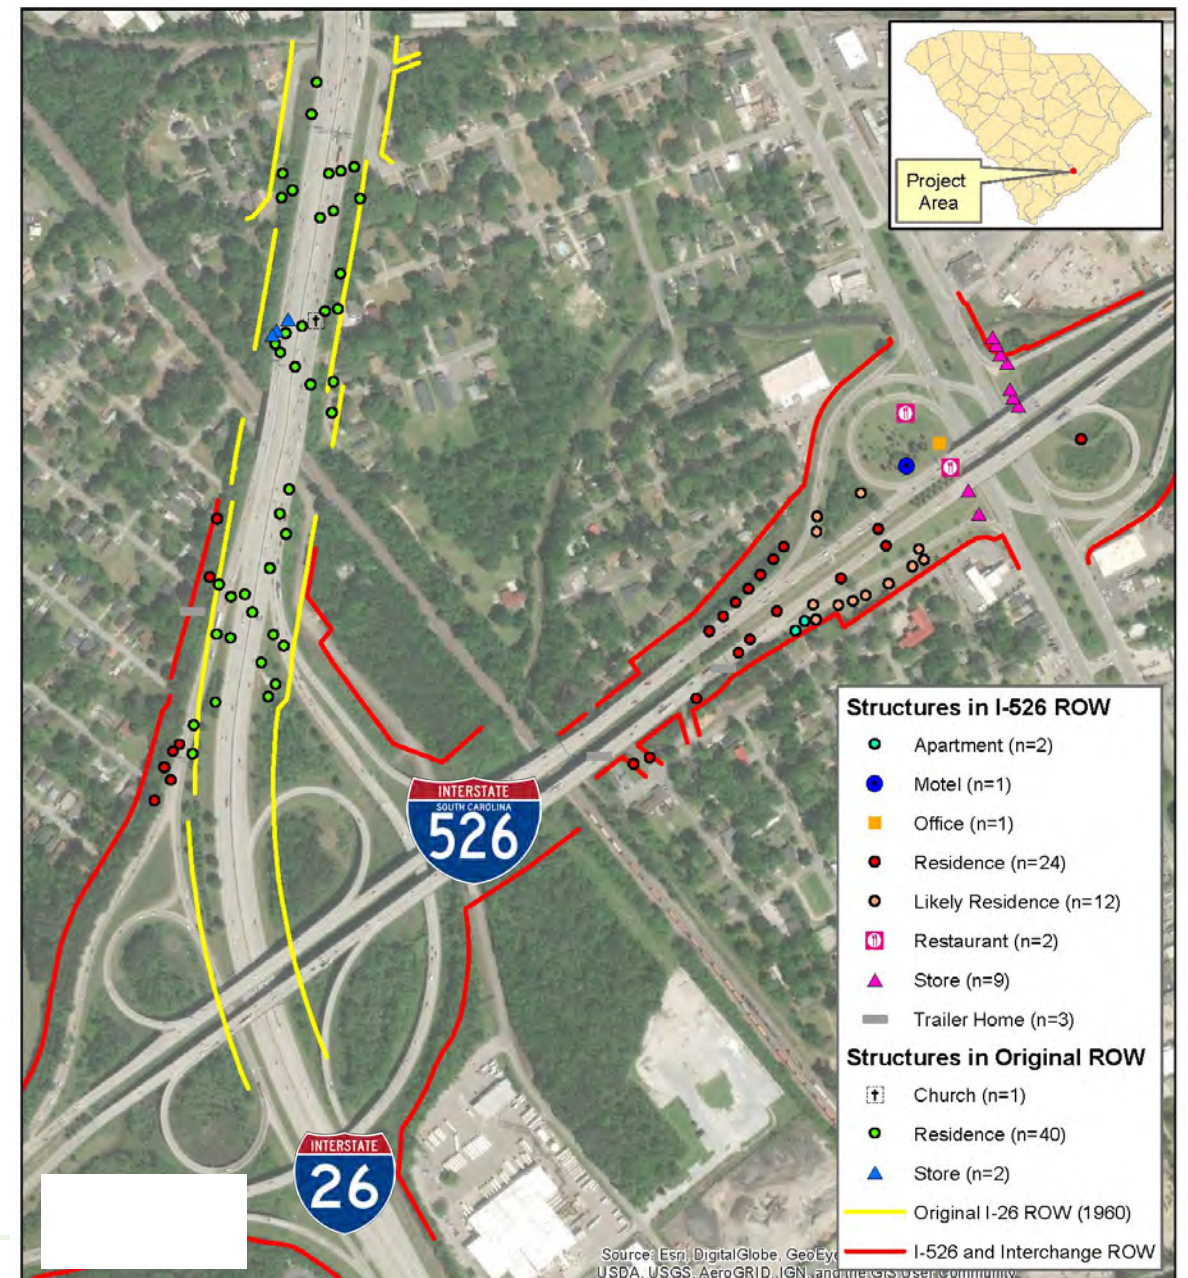 Project
Area
INTERSTATE
SOUTH CAROLINA
526
INTERSTATE
26
Structures in I-526 ROW
Apartment (n=2)
Motel (n=1)
Office (n=1)
Residence (n=24)
Likely Residence (n=12)
Restaurant (n=2)
Store (n=9)
Trailer Home (n=3)
Structures in Original ROW
Church (n=1)
Residence (n=40)
Store (n=2)
Original I-26 ROW (1960)
I-526 and Interchange ROW
Source: Esri, DigitalGlobe, GeoEye
USDA, USGS, AeroGRID, IGN, and the GIS User Community